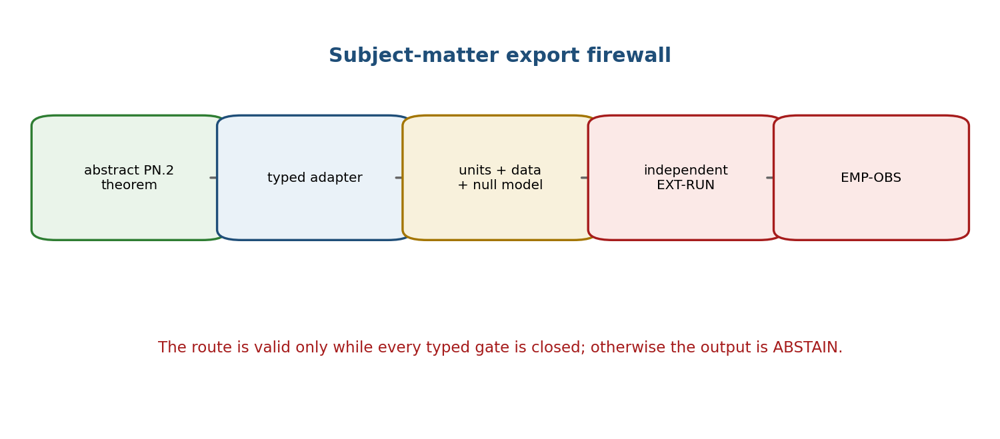 Subject-matter export firewall
abstract PN.2
theorem
typed adapter
units + data
+ null model
independent
EXT-RUN
EMP-OBS
The route is valid only while every typed gate is closed; otherwise the output is ABSTAIN.